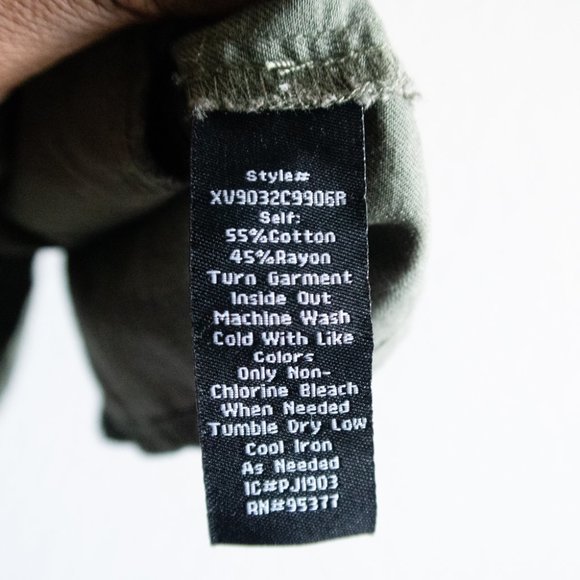 Style#
XV9032C9906R
Self:
55%Cotton
45%Rayon
Turn Garment
Inside Out
Machine Wash
Cold With Like
Colors
Only Non-
Chlorine Bleach
When Needed
Tumble Dry Low
Cool Iron
As Needed
IC#PJ1903
RN#95377